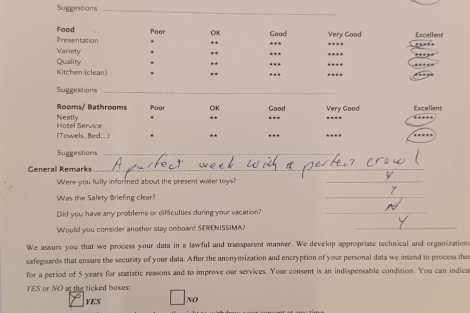 Suggestions
Food Poor OK Good Very Good Excellent
Presentation * ** *** **** *****
Variety * ** *** **** *****
Quality * ** *** **** *****
Kitchen (clean) * ** *** **** *****
Suggestions
Rooms/ Bathrooms Poor OK Good Very Good Excellent
Neatly * ** *** **** *****
Hotel Service
(Towels, Bed...) * ** *** **** *****
Suggestions
General Remarks A perfect week with a perfect crew !
Were you fully informed about the present water toys? Y
Was the Safety Briefing clear? Y
Did you have any problems or difficulties during your vacation? N
Would you consider another stay onboard SERENISSIMA? Y
We assure you that we process your data in a lawful and transparent manner. We develop appropriate technical and organization
safeguards that ensure the security of your data. After the anonymization and encryption of your personal data we intend to process the
for a period of 5 years for statistic reasons and to improve our services. Your consent is an indispensable condition. You can indica
YES or NO at the ticked boxes:
YES NO